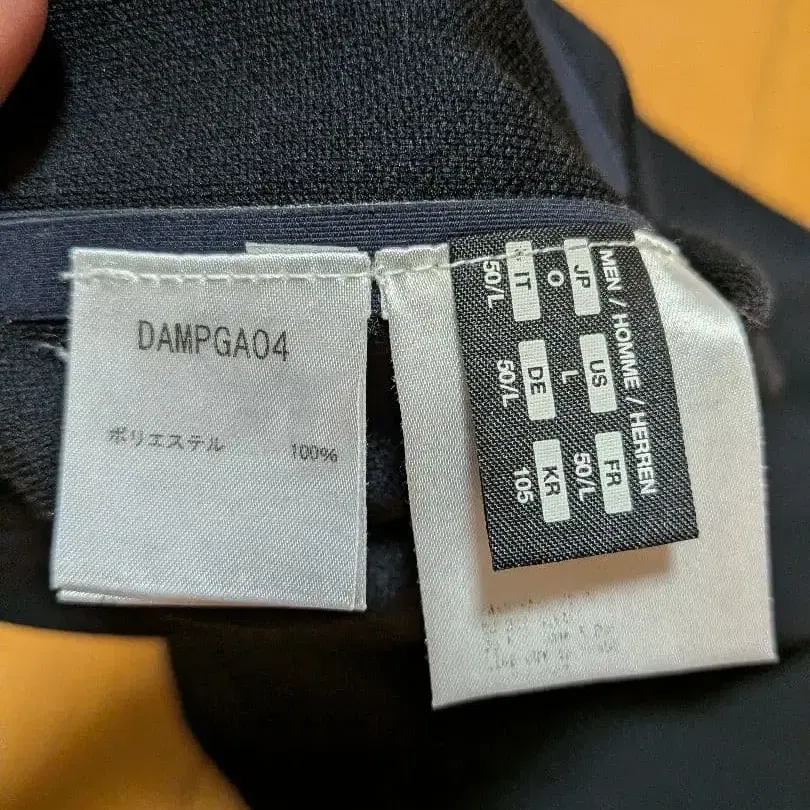 DAMPGA04
ポリエステル 100%
MEN / HOMME / HERREN
JP US FR
O L 50/L
IT DE KR
50/L 50/L 105